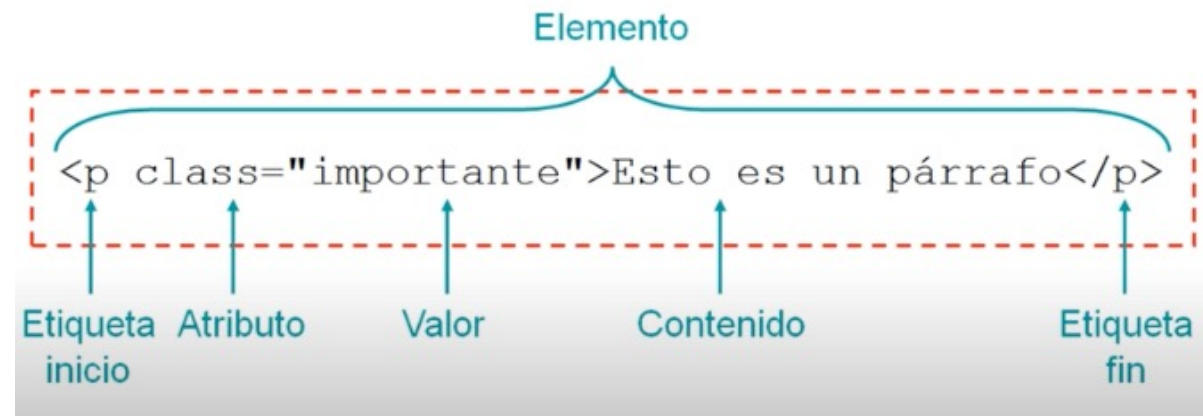 Elemento
<p class="importante">Esto es un párrafo</p>
Etiqueta Atributo Valor Contenido Etiqueta
inicio fin